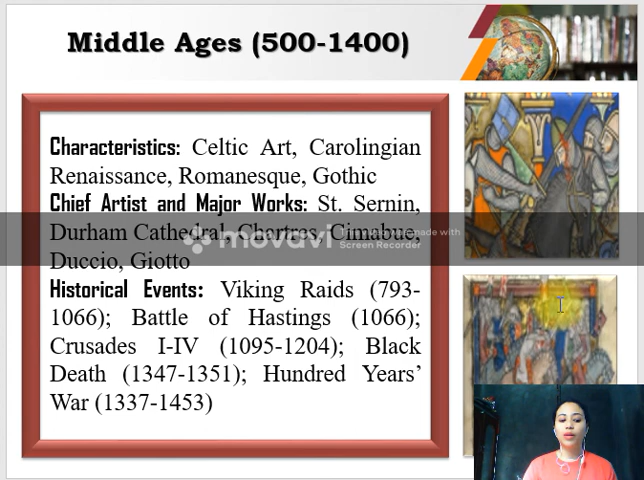 Middle Ages (500-1400)
Characteristics: Celtic Art, Carolingian
Renaissance, Romanesque, Gothic
Chief Artist and Major Works: St. Sernin,
Durham Cathedral, Chartres, Cimabue,
Duccio, Giotto
Historical Events: Viking Raids (793-
1066); Battle of Hastings (1066);
Crusades I-IV (1095-1204); Black
Death (1347-1351); Hundred Years’
War (1337-1453)
movavi
made with
Screen Recorder